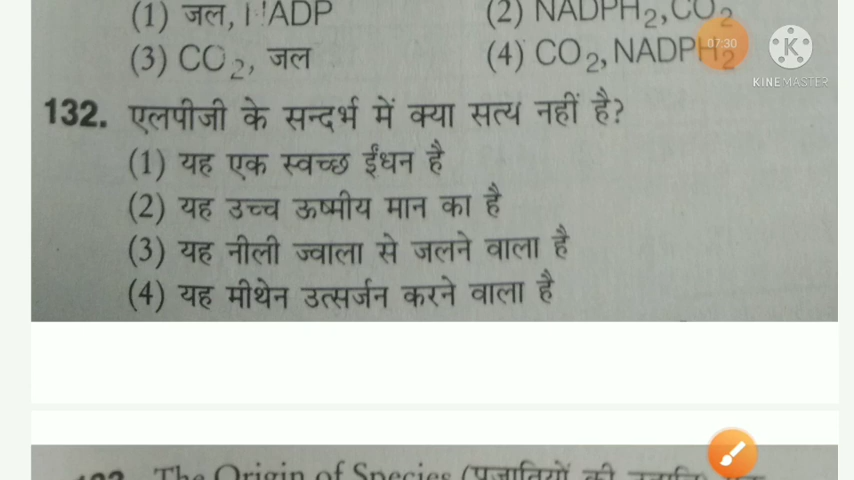 (1) जल, NADP
(2) NADPH2, CO2
(3) CO2, जल
(4) CO2, NADPH2
07:30
KINEMASTER
132. एलपीजी के सन्दर्भ में क्या सत्य नहीं है?
(1) यह एक स्वच्छ ईंधन है
(2) यह उच्च ऊष्मीय मान का है
(3) यह नीली ज्वाला से जलने वाला है
(4) यह मीथेन उत्सर्जन करने वाला है
The Origin of Species (प्रजातियों की